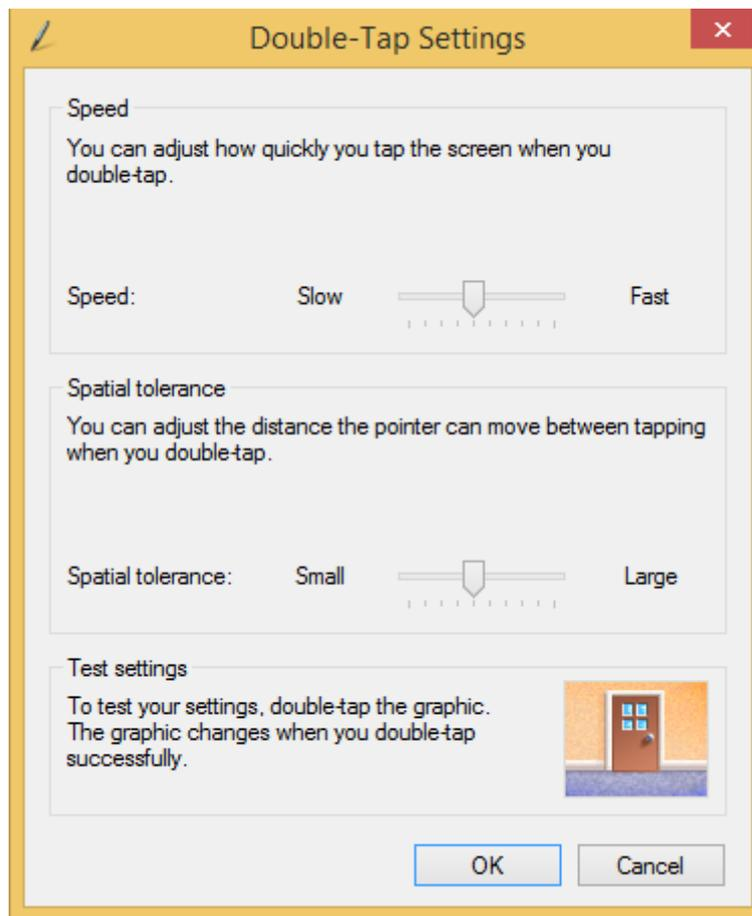 Double-Tap Settings
Speed
You can adjust how quickly you tap the screen when you
double-tap.
Speed: Slow Fast
Spatial tolerance
You can adjust the distance the pointer can move between tapping
when you double-tap.
Spatial tolerance: Small Large
Test settings
To test your settings, double-tap the graphic.
The graphic changes when you double-tap
successfully.
OK Cancel